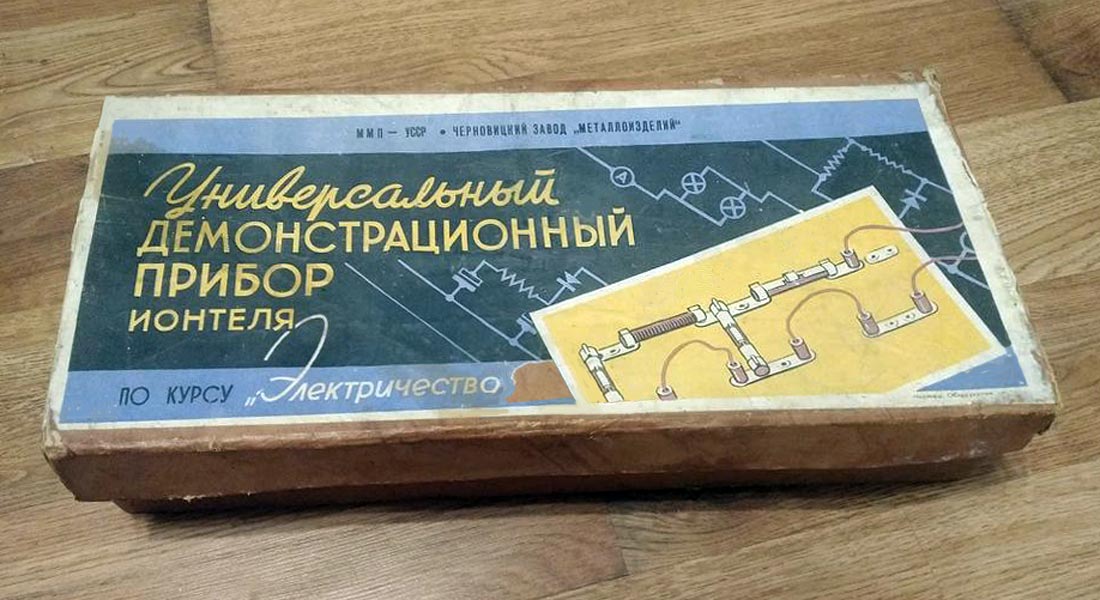 ММП — УССР • ЧЕРНОВИЦКИЙ ЗАВОД „МЕТАЛЛОИЗДЕЛИЙ"
Универсальный
ДЕМОНСТРАЦИОННЫЙ
ПРИБОР
ИОНТЕЛЯ
ПО КУРСУ „Электричество
А